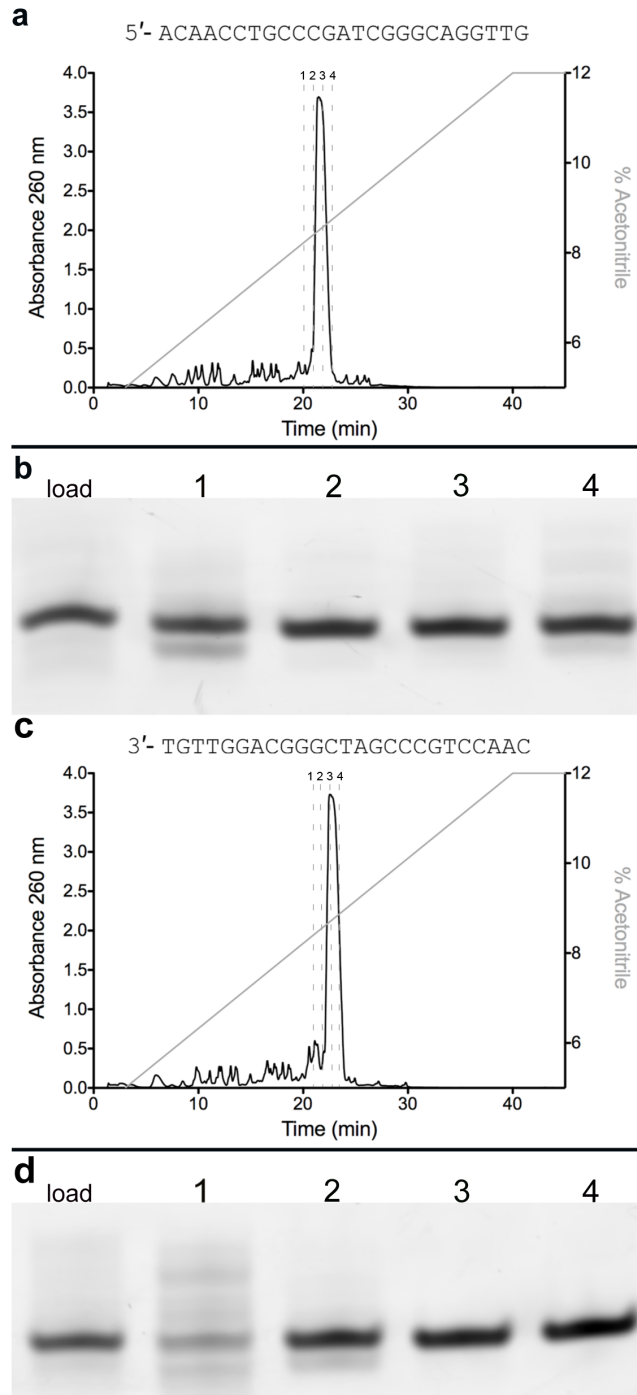 a
5′- ACAACCTGCCCGATCGGGCAGGTTG
1 2 3 4
4.0
3.5
3.0
2.5
2.0
1.5
1.0
0.5
0.0
Absorbance 260 nm
12
10
8
6
% Acetonitrile
0 10 20 30 40
Time (min)
b
load 1 2 3 4
c
3′- TGTTGGACGGGCTAGCCCGTCCAAC
1 2 3 4
4.0
3.5
3.0
2.5
2.0
1.5
1.0
0.5
0.0
Absorbance 260 nm
12
10
8
6
% Acetonitrile
0 10 20 30 40
Time (min)
d
load 1 2 3 4